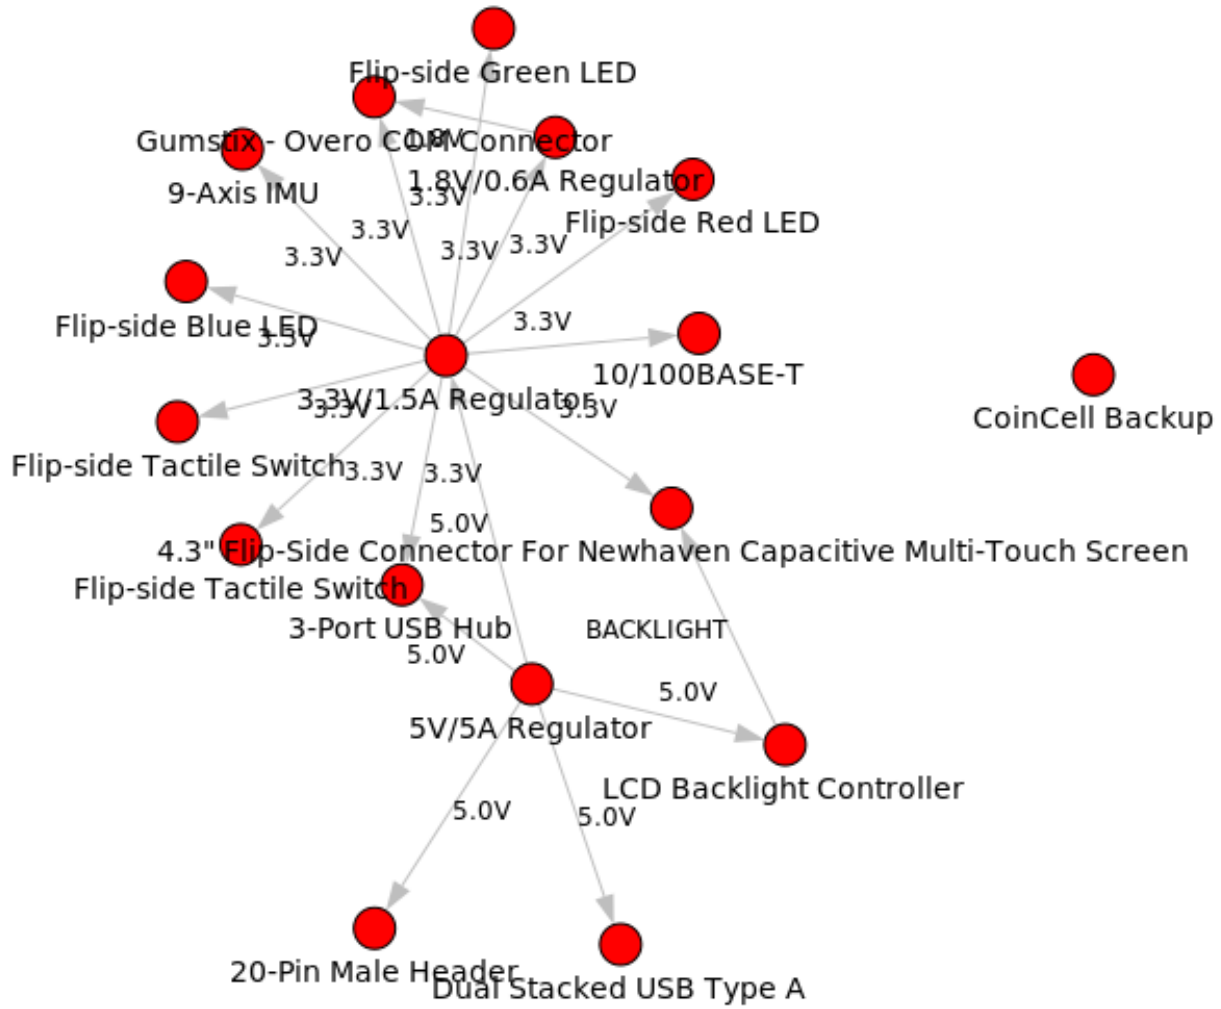 Flip-side Green LED
Gumstix - Overo COM Connector
1.8V
9-Axis IMU
1.8V/0.6A Regulator
3.3V
Flip-side Red LED
3.3V
3.3V
3.3V
3.3V
Flip-side Blue LED
3.3V
3.3V
10/100BASE-T
3.3V/1.5A Regulator
3.3V
3.3V
CoinCell Backup
Flip-side Tactile Switch
3.3V
3.3V
5.0V
4.3" Flip-Side Connector For Newhaven Capacitive Multi-Touch Screen
Flip-side Tactile Switch
3-Port USB Hub
BACKLIGHT
5.0V
5.0V
5V/5A Regulator
LCD Backlight Controller
5.0V
5.0V
20-Pin Male Header
Dual Stacked USB Type A